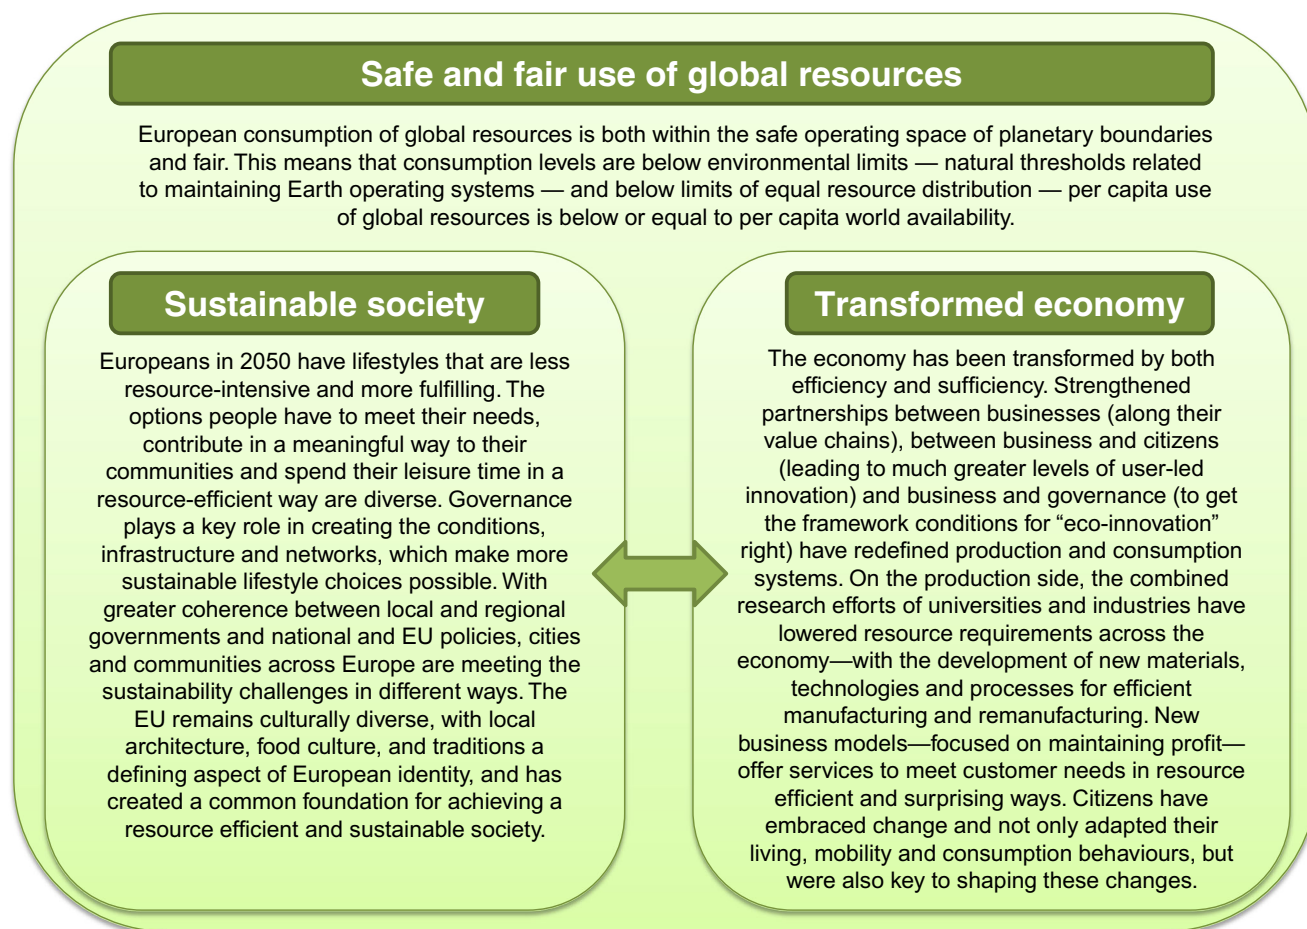 Safe and fair use of global resources
European consumption of global resources is both within the safe operating space of planetary boundaries
and fair. This means that consumption levels are below environmental limits — natural thresholds related
to maintaining Earth operating systems — and below limits of equal resource distribution — per capita use
of global resources is below or equal to per capita world availability.
Sustainable society
Europeans in 2050 have lifestyles that are less
resource-intensive and more fulfilling. The
options people have to meet their needs,
contribute in a meaningful way to their
communities and spend their leisure time in a
resource-efficient way are diverse. Governance
plays a key role in creating the conditions,
infrastructure and networks, which make more
sustainable lifestyle choices possible. With
greater coherence between local and regional
governments and national and EU policies, cities
and communities across Europe are meeting the
sustainability challenges in different ways. The
EU remains culturally diverse, with local
architecture, food culture, and traditions a
defining aspect of European identity, and has
created a common foundation for achieving a
resource efficient and sustainable society.
Transformed economy
The economy has been transformed by both
efficiency and sufficiency. Strengthened
partnerships between businesses (along their
value chains), between business and citizens
(leading to much greater levels of user-led
innovation) and business and governance (to get
the framework conditions for “eco-innovation”
right) have redefined production and consumption
systems. On the production side, the combined
research efforts of universities and industries have
lowered resource requirements across the
economy—with the development of new materials,
technologies and processes for efficient
manufacturing and remanufacturing. New
business models—focused on maintaining profit—
offer services to meet customer needs in resource
efficient and surprising ways. Citizens have
embraced change and not only adapted their
living, mobility and consumption behaviours, but
were also key to shaping these changes.